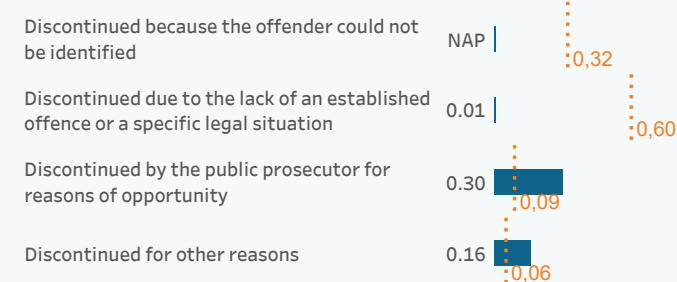 Discontinued because the offender could not
be identified
NAP
0,32
Discontinued due to the lack of an established
offence or a specific legal situation
0.01
0,60
Discontinued by the public prosecutor for
reasons of opportunity
0.30
0,09
Discontinued for other reasons
0.16
0,06